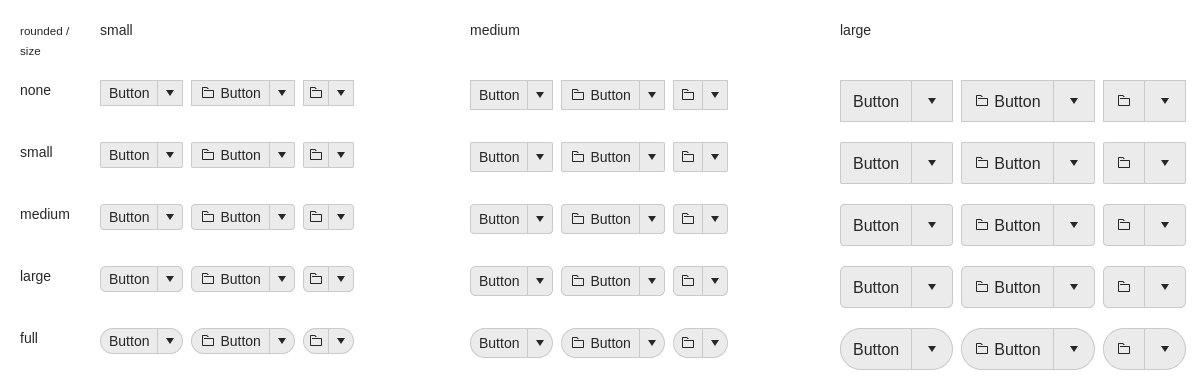 rounded / small medium large
size
none Button Button Button Button Button Button
small Button Button Button Button Button Button
medium Button Button Button Button Button Button
large Button Button Button Button Button Button
full Button Button Button Button Button Button